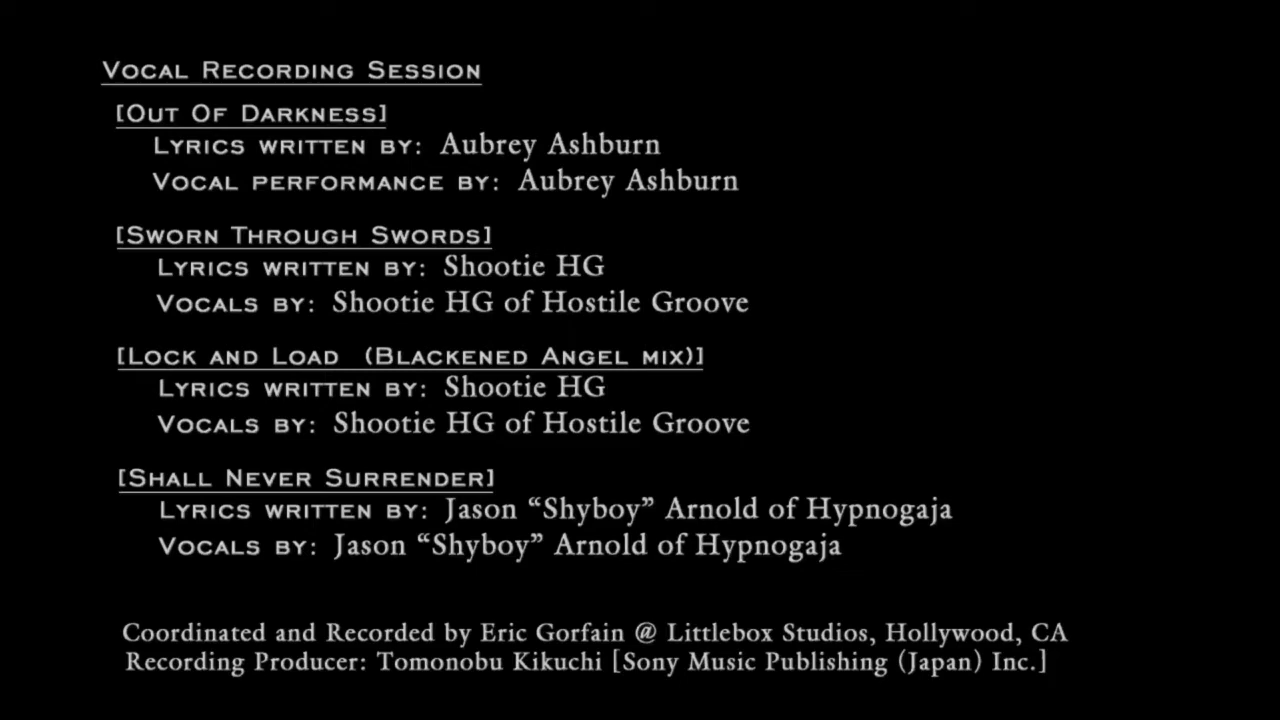 Vocal Recording Session
[Out Of Darkness]
Lyrics written by: Aubrey Ashburn
Vocal performance by: Aubrey Ashburn
[Sworn Through Swords]
Lyrics written by: Shootie HG
Vocals by: Shootie HG of Hostile Groove
[Lock and Load (Blackened Angel mix)]
Lyrics written by: Shootie HG
Vocals by: Shootie HG of Hostile Groove
[Shall Never Surrender]
Lyrics written by: Jason “Shyboy” Arnold of Hypnogaja
Vocals by: Jason “Shyboy” Arnold of Hypnogaja
Coordinated and Recorded by Eric Gorfain @ Littlebox Studios, Hollywood, CA
Recording Producer: Tomonobu Kikuchi [Sony Music Publishing (Japan) Inc.]